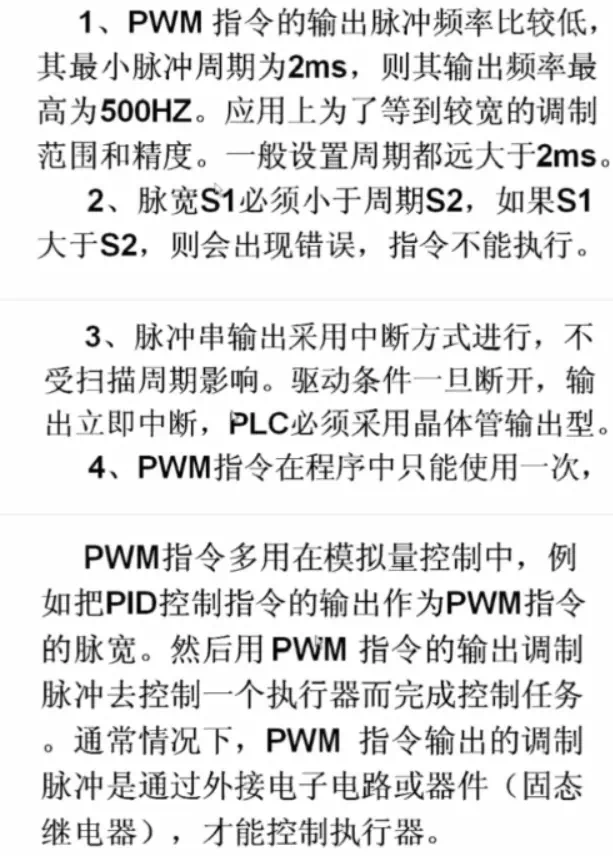 1、PWM 指令的输出脉冲频率比较低，
其最小脉冲周期为2ms，则其输出频率最
高为500HZ。应用上为了等到较宽的调制
范围和精度。一般设置周期都远大于2ms。
2、脉宽S1必须小于周期S2，如果S1
大于S2，则会出现错误，指令不能执行。
3、脉冲串输出采用中断方式进行，不
受扫描周期影响。驱动条件一旦断开，输
出立即中断，PLC必须采用晶体管输出型。
4、PWM指令在程序中只能使用一次，
PWM指令多用在模拟量控制中，例
如把PID控制指令的输出作为PWM指令
的脉宽。然后用 PWM 指令的输出调制
脉冲去控制一个执行器而完成控制任务
。通常情况下，PWM 指令输出的调制
脉冲是通过外接电子电路或器件（固态
继电器），才能控制执行器。